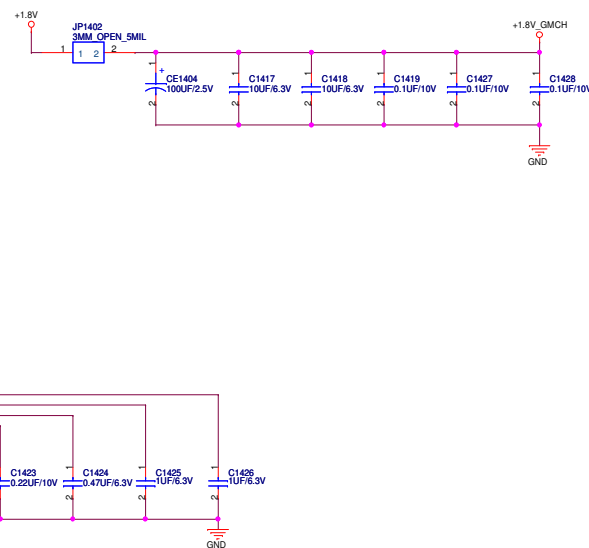 +1.8V
JP1402
3MM_OPEN_5MIL
1 1 2 2
+1.8V_GMCH
1 1 1 1 1 1
+
CE1404 C1417 C1418 C1419 C1427 C1428
100UF/2.5V 10UF/6.3V 10UF/6.3V 0.1UF/10V 0.1UF/10V 0.1UF/10V
2 2 2 2 2 2
GND
1 1 1
C1423 C1424 C1425 C1426
0.22UF/10V 0.47UF/6.3V 1UF/6.3V 1UF/6.3V
2 2 2
GND